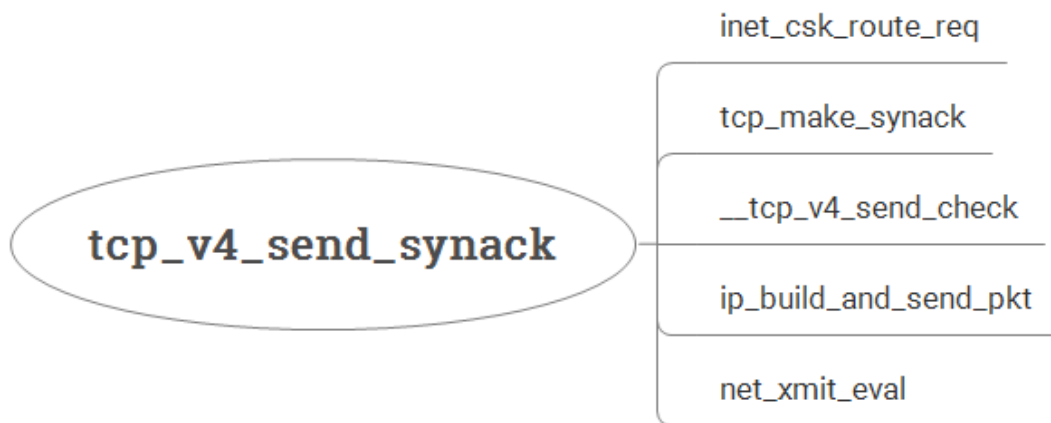 inet_csk_route_req
tcp_make_synack
__tcp_v4_send_check
tcp_v4_send_synack
ip_build_and_send_pkt
net_xmit_eval